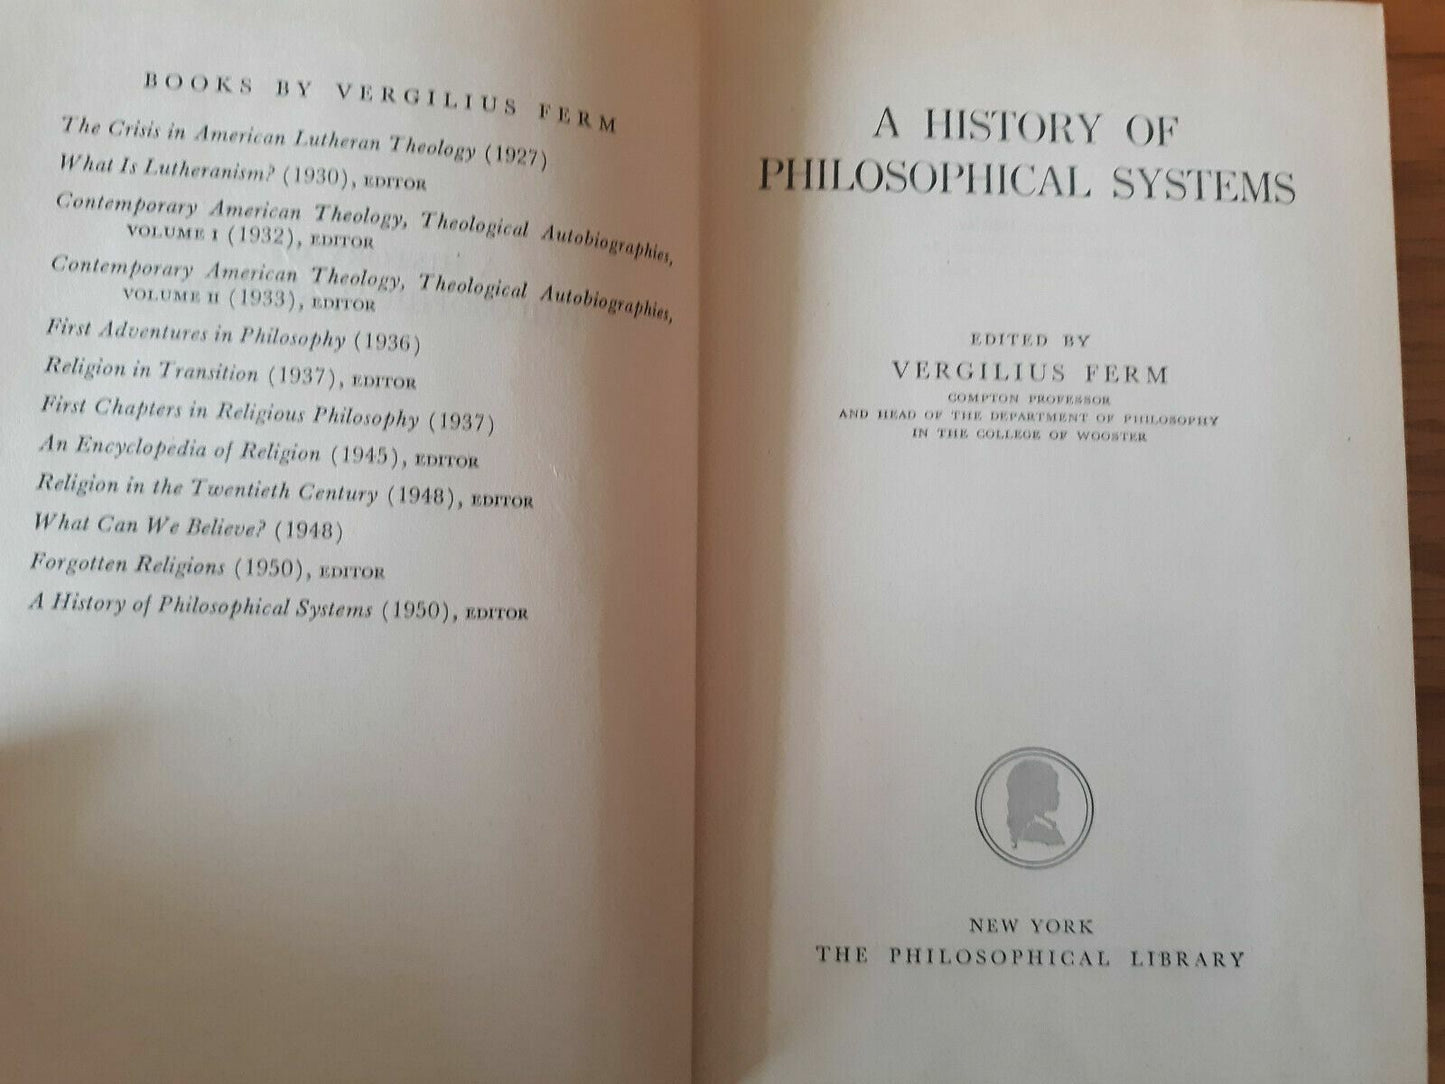 BOOKS BY VERGILIUS FERM
The Crisis in American Lutheran Theology (1927)
What Is Lutheranism? (1930), EDITOR
Contemporary American Theology, Theological Autobiographies,
VOLUME I (1932), EDITOR
Contemporary American Theology, Theological Autobiographies,
VOLUME II (1933), EDITOR
First Adventures in Philosophy (1936)
Religion in Transition (1937), EDITOR
First Chapters in Religious Philosophy (1937)
An Encyclopedia of Religion (1945), EDITOR
Religion in the Twentieth Century (1948), EDITOR
What Can We Believe? (1948)
Forgotten Religions (1950), EDITOR
A History of Philosophical Systems (1950), EDITOR
A HISTORY OF
PHILOSOPHICAL SYSTEMS
EDITED BY
VERGILIUS FERM
COMPTON PROFESSOR
AND HEAD OF THE DEPARTMENT OF PHILOSOPHY
IN THE COLLEGE OF WOOSTER
NEW YORK
THE PHILOSOPHICAL LIBRARY